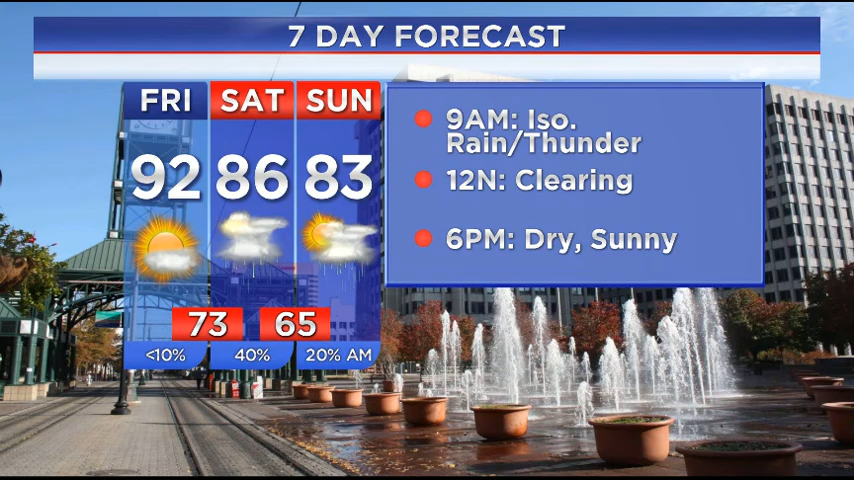 7 DAY FORECAST
FRI SAT SUN
92 86 83
73 65
<10% 40% 20% AM
9AM: Iso.
Rain/Thunder
12N: Clearing
6PM: Dry, Sunny